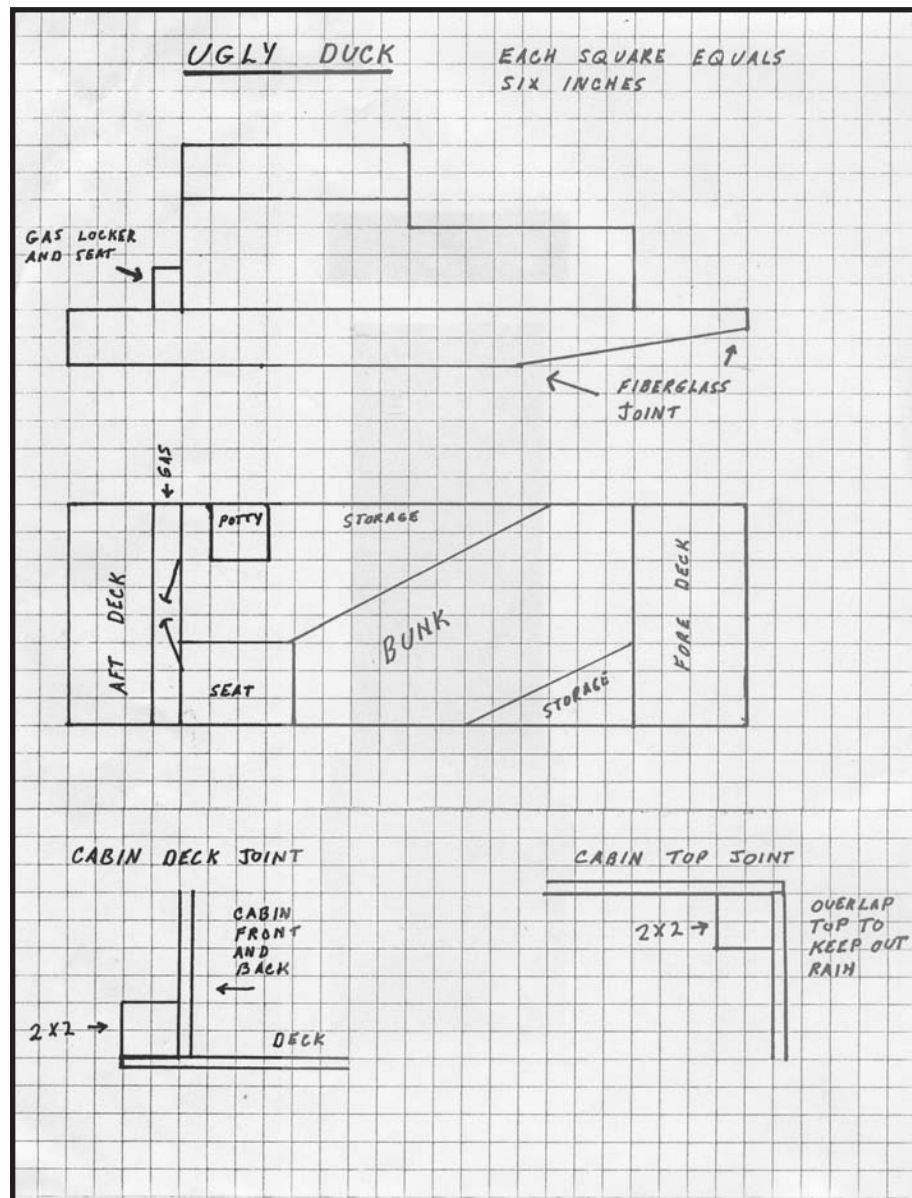 UGLY DUCK
EACH SQUARE EQUALS
SIX INCHES
GAS LOCKER
AND SEAT
FIBERGLASS
JOINT
GAS
POTTY
STORAGE
AFT DECK
BUNK
FORE DECK
SEAT
STORAGE
CABIN DECK JOINT
CABIN
FRONT
AND
BACK
2X2
DECK
CABIN TOP JOINT
2X2
OVERLAP
TOP TO
KEEP OUT
RAIN